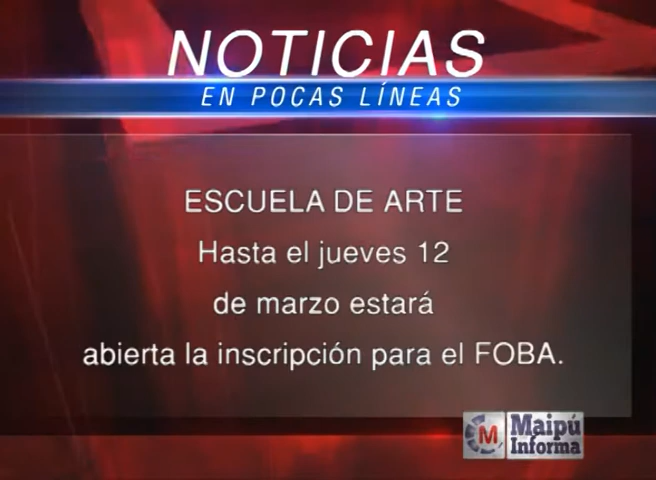 NOTICIAS
EN POCAS LÍNEAS
ESCUELA DE ARTE
Hasta el jueves 12
de marzo estará
abierta la inscripción para el FOBA.
M Maipú
Informa